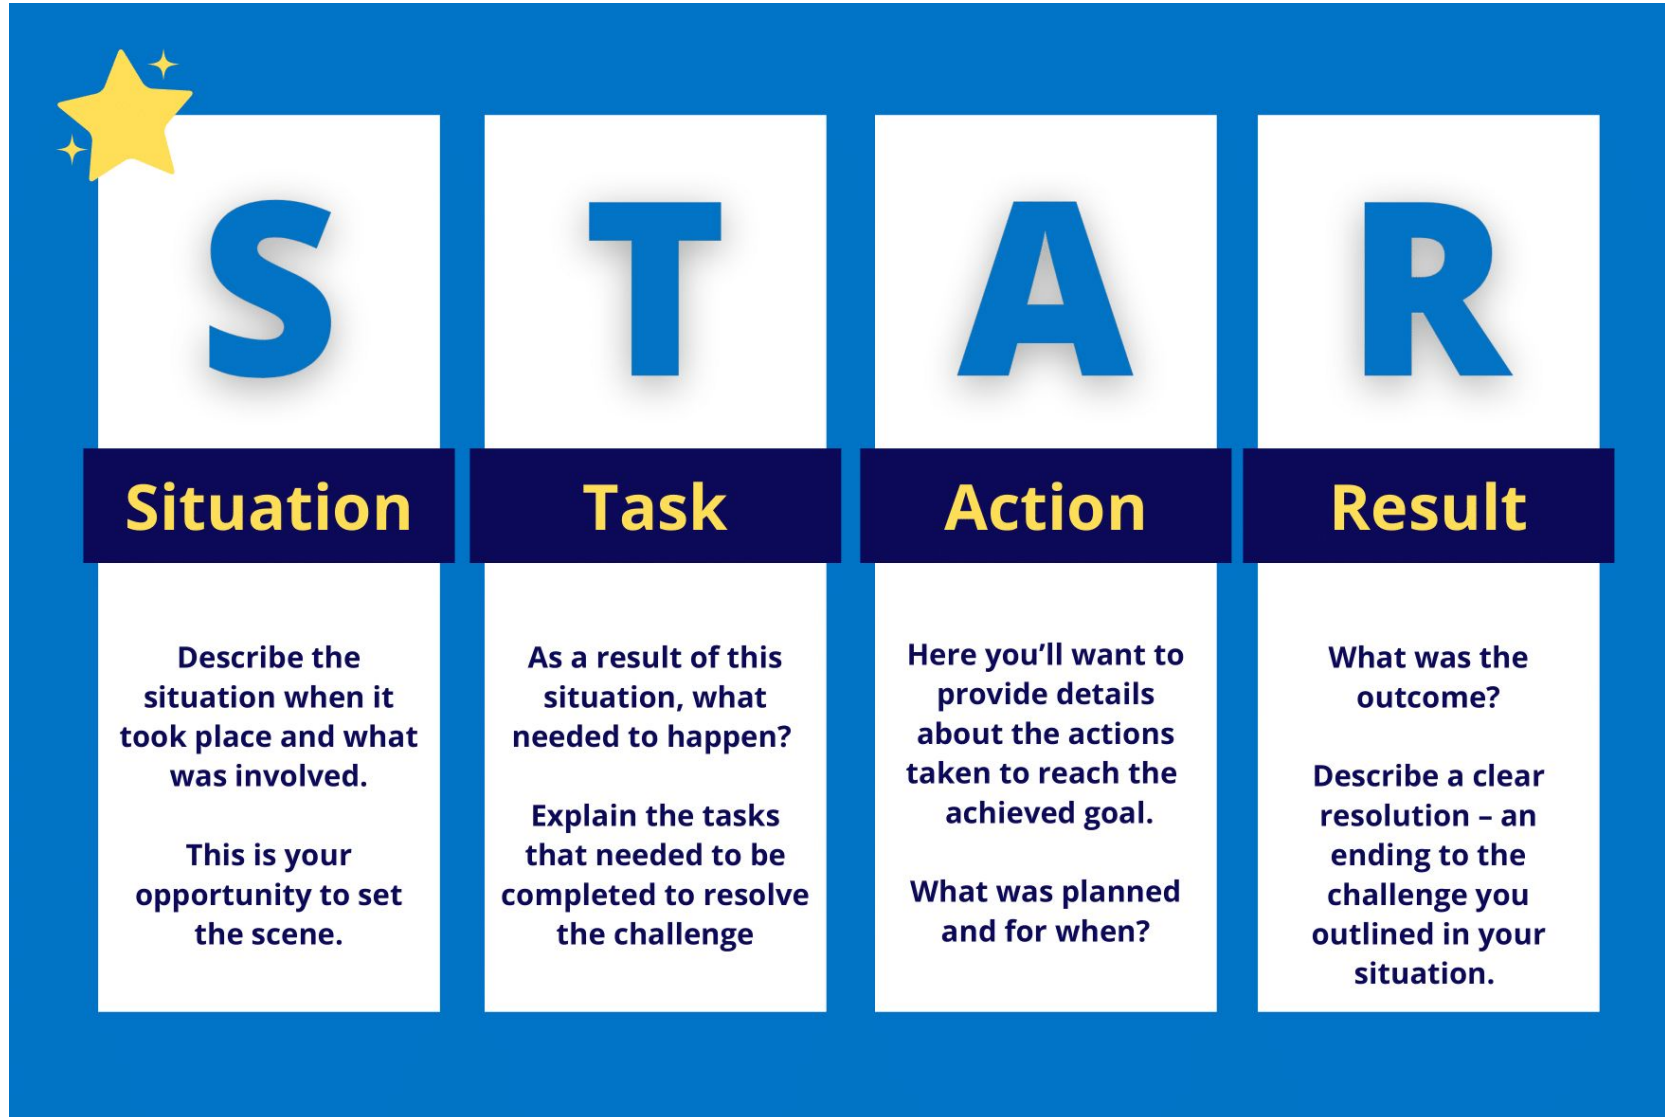 S
Situation
Describe the
situation when it
took place and what
was involved.
This is your
opportunity to set
the scene.
T
Task
As a result of this
situation, what
needed to happen?
Explain the tasks
that needed to be
completed to resolve
the challenge
A
Action
Here you’ll want to
provide details
about the actions
taken to reach the
achieved goal.
What was planned
and for when?
R
Result
What was the
outcome?
Describe a clear
resolution – an
ending to the
challenge you
outlined in your
situation.